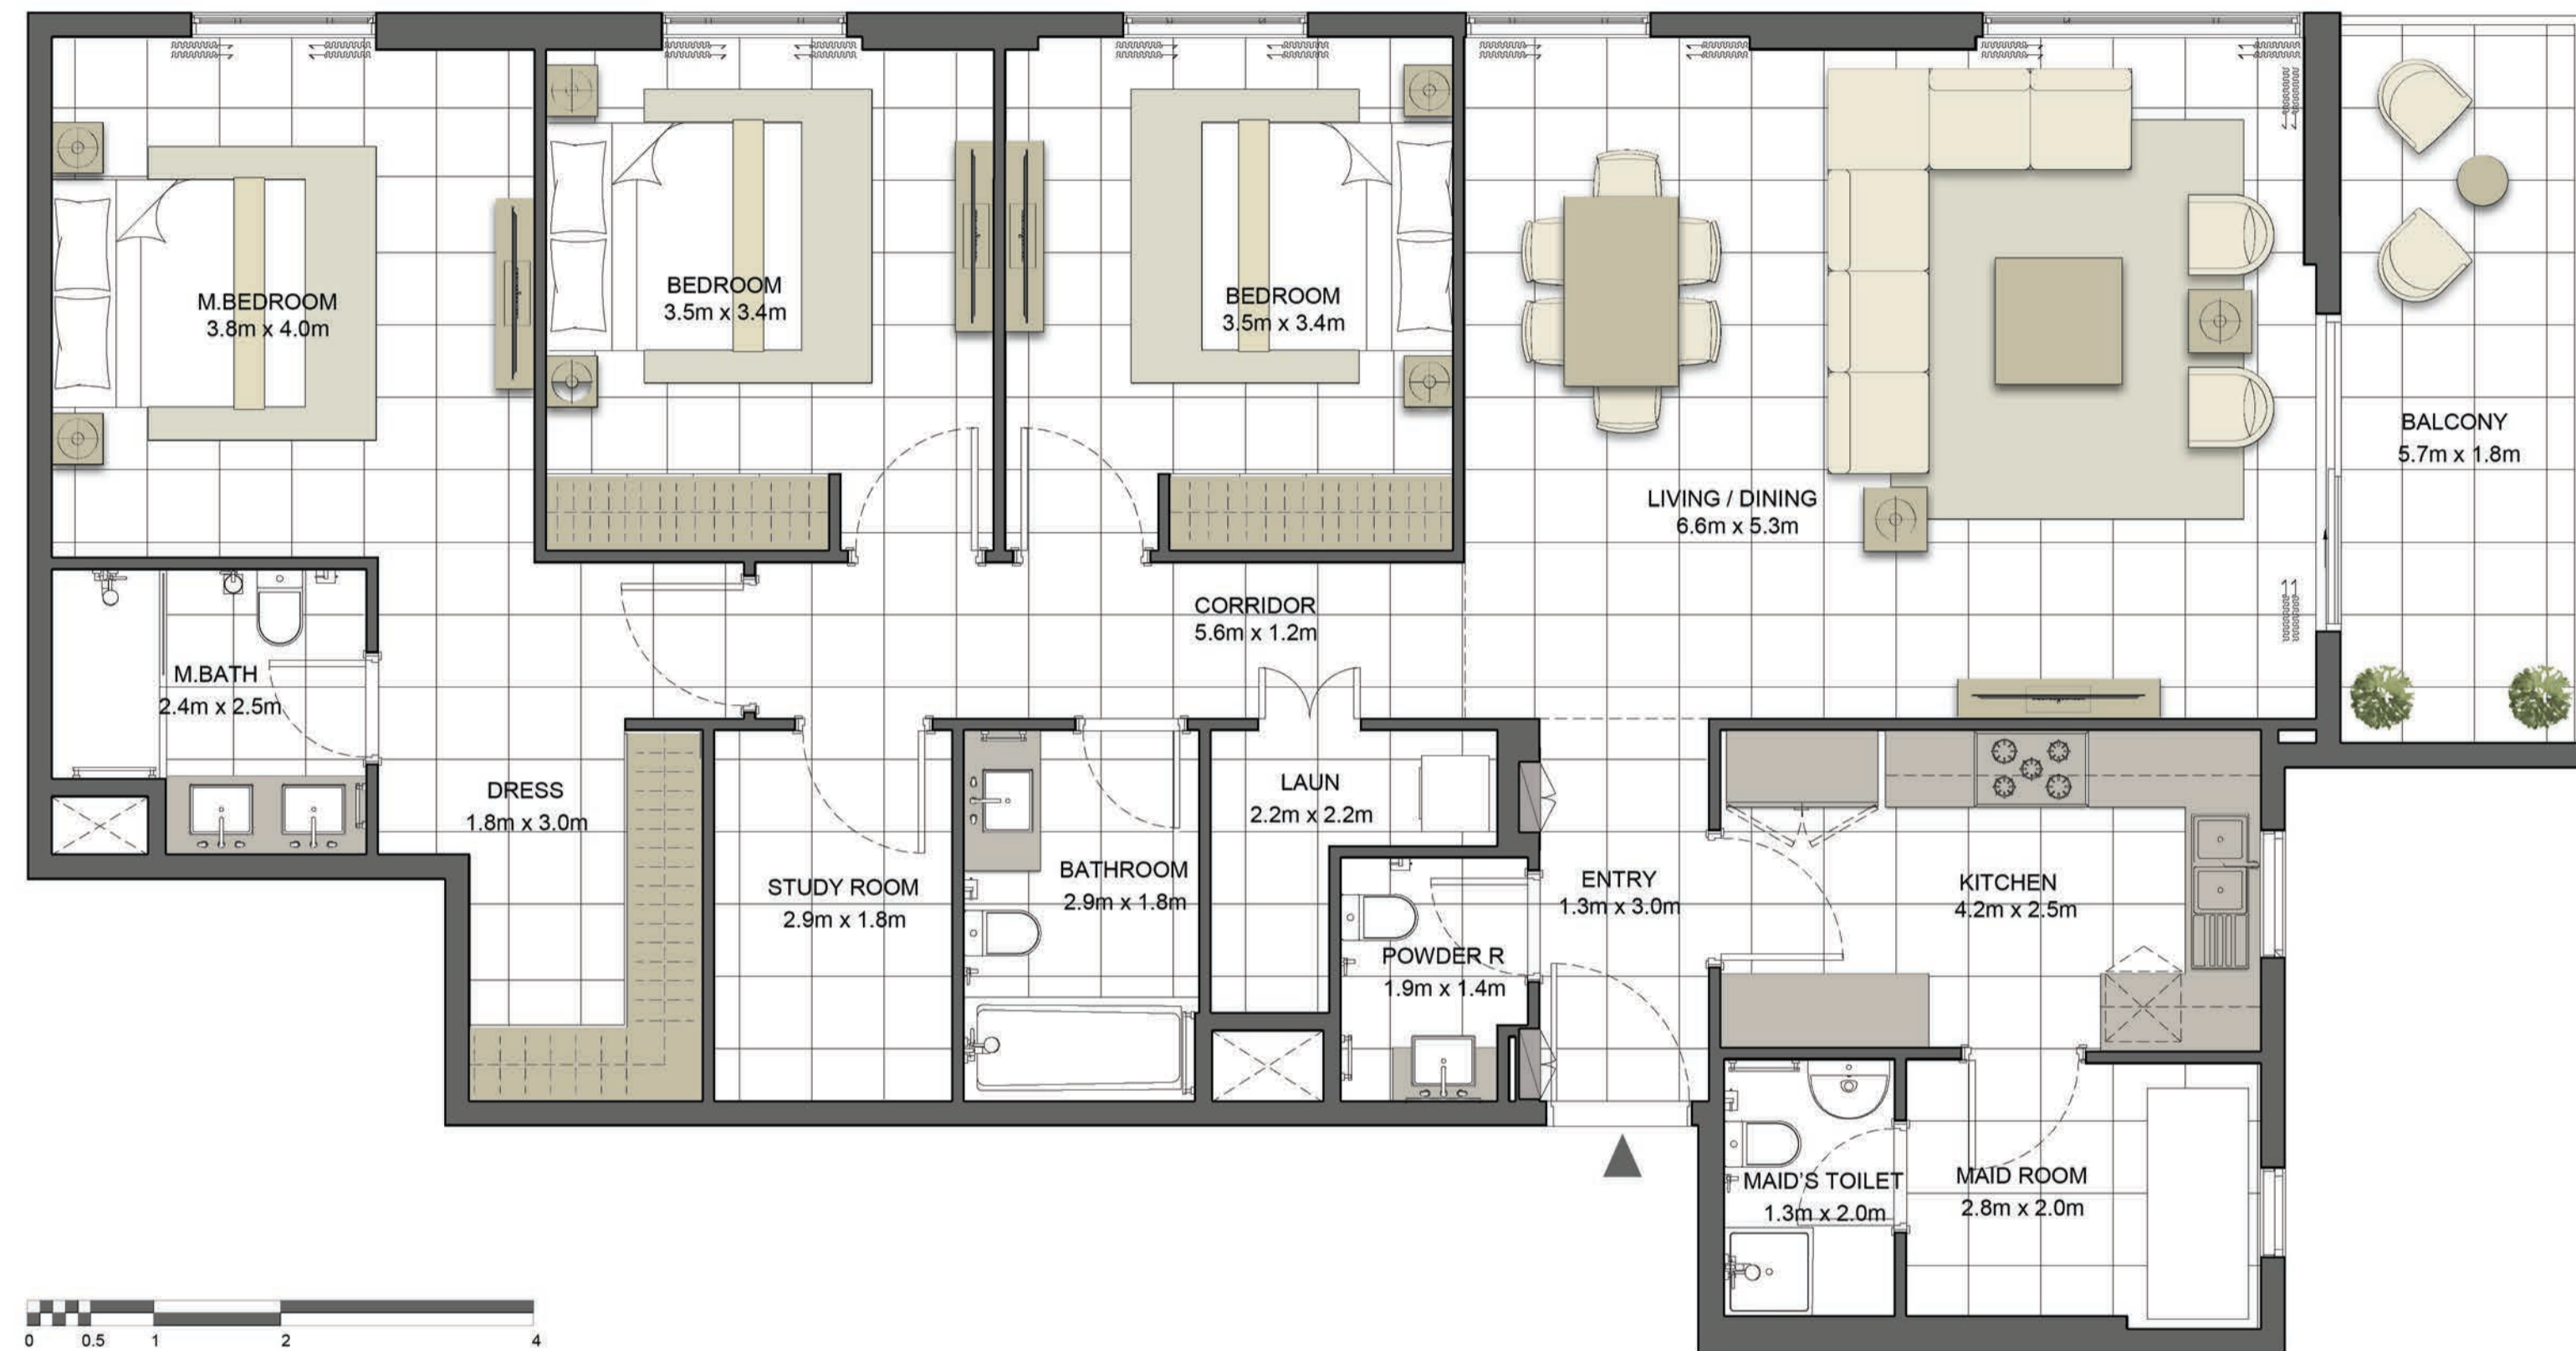 M.BEDROOM
3.8m x 4.0m
BEDROOM
3.5m x 3.4m
BEDROOM
3.5m x 3.4m
LIVING / DINING
6.6m x 5.3m
BALCONY
5.7m x 1.8m
CORRIDOR
5.6m x 1.2m
M.BATH
2.4m x 2.5m
DRESS
1.8m x 3.0m
STUDY ROOM
2.9m x 1.8m
BATHROOM
2.9m x 1.8m
LAUN
2.2m x 2.2m
POWDER R
1.9m x 1.4m
ENTRY
1.3m x 3.0m
KITCHEN
4.2m x 2.5m
MAID'S TOILET
1.3m x 2.0m
MAID ROOM
2.8m x 2.0m
0 0.5 1 2 4